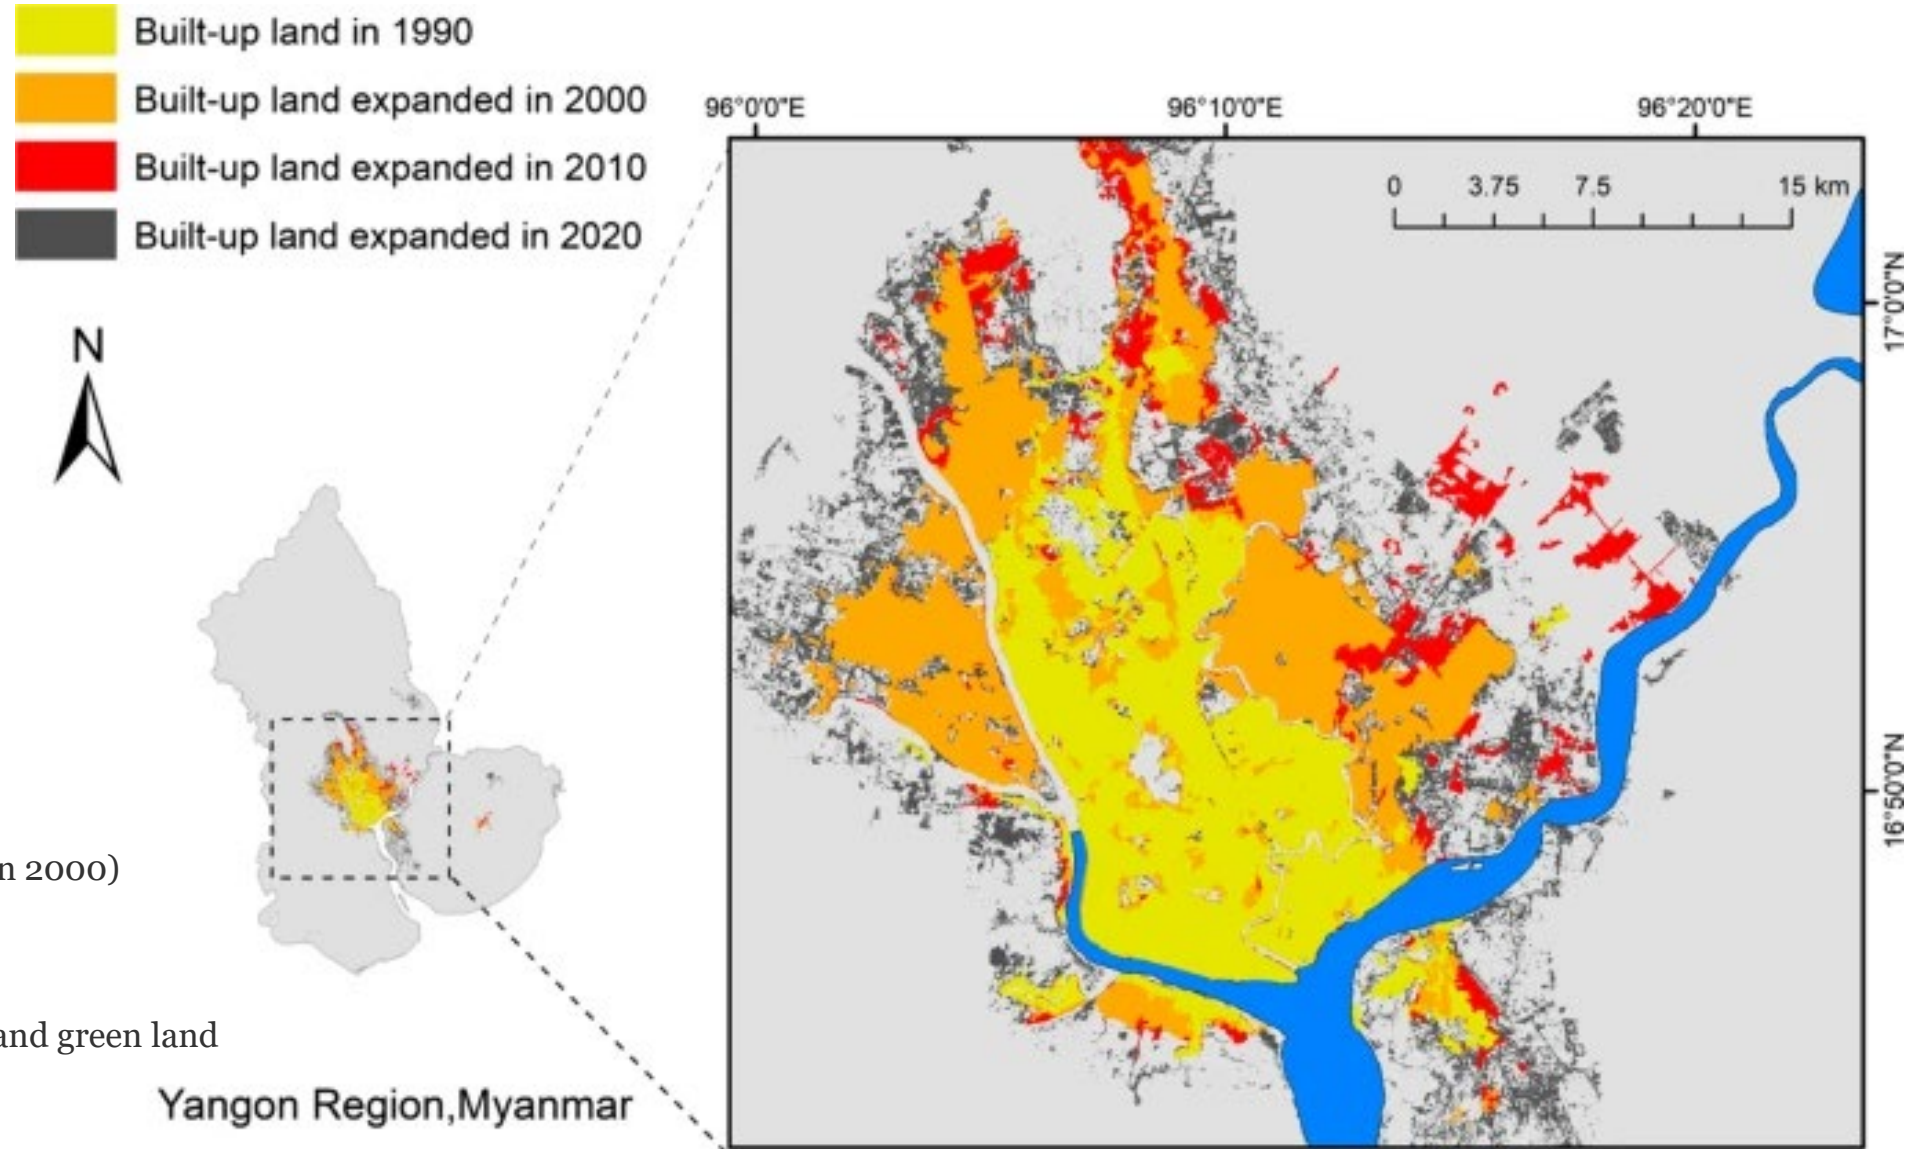 Built-up land in 1990
Built-up land expanded in 2000
Built-up land expanded in 2010
Built-up land expanded in 2020
N
96°0'0"E
96°10'0"E
96°20'0"E
0 3.75 7.5 15 km
17°0'0"N
16°50'0"N
n 2000)
and green land
Yangon Region,Myanmar